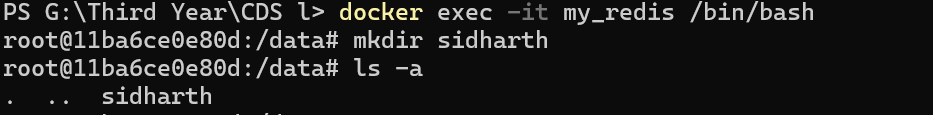 PS G:\Third Year\CDS l> docker exec -it my_redis /bin/bash
root@11ba6ce0e80d:/data# mkdir sidharth
root@11ba6ce0e80d:/data# ls -a
.  ..  sidharth